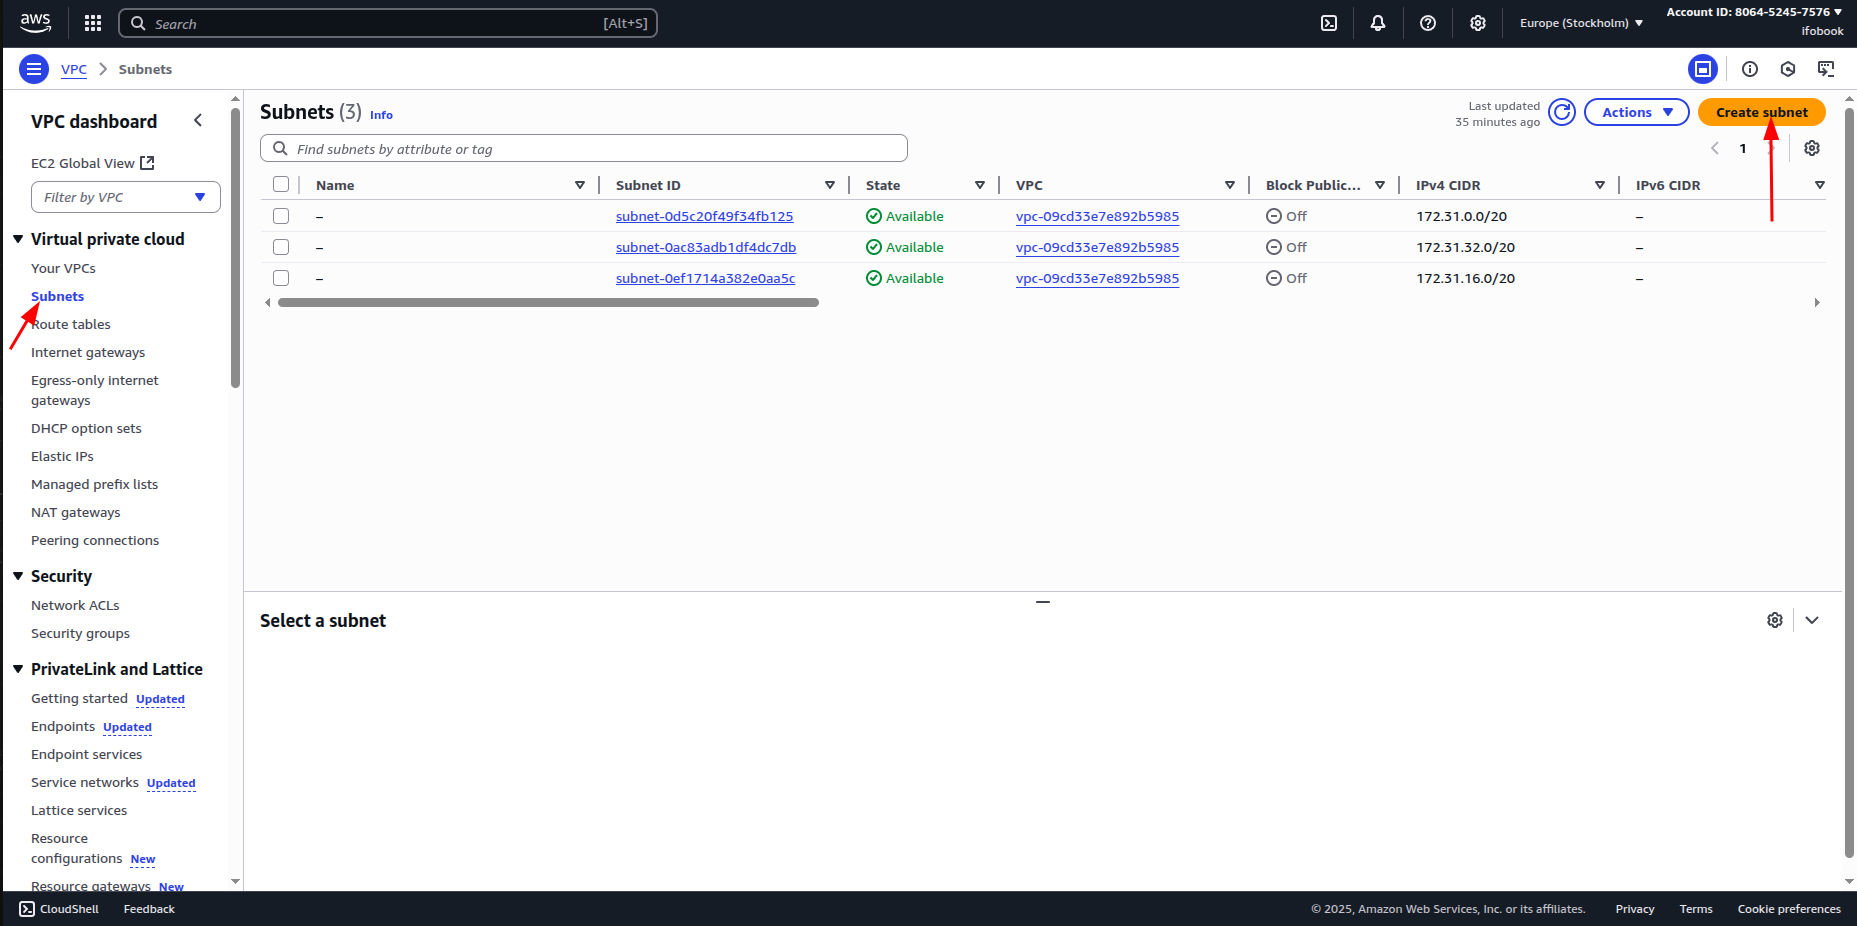 aws
Search [Alt+S]
Europe (Stockholm)
Account ID: 8064-5245-7576
ifobook
VPC Subnets
VPC dashboard
EC2 Global View
Filter by VPC
Virtual private cloud
Your VPCs
Subnets
Route tables
Internet gateways
Egress-only internet
gateways
DHCP option sets
Elastic IPs
Managed prefix lists
NAT gateways
Peering connections
Security
Network ACLs
Security groups
PrivateLink and Lattice
Getting started Updated
Endpoints Updated
Endpoint services
Service networks Updated
Lattice services
Resource
configurations New
Resource gateways New
Subnets (3) Info
Last updated
35 minutes ago
Actions
Create subnet
Find subnets by attribute or tag
1
Name Subnet ID State VPC Block Public... IPv4 CIDR IPv6 CIDR
– subnet-0d5c20f49f34fb125 Available vpc-09cd33e7e892b5985 Off 172.31.0.0/20 –
– subnet-0ac83adb1df4dc7db Available vpc-09cd33e7e892b5985 Off 172.31.32.0/20 –
– subnet-0ef1714a382e0aa5c Available vpc-09cd33e7e892b5985 Off 172.31.16.0/20 –
Select a subnet
CloudShell Feedback
© 2025, Amazon Web Services, Inc. or its affiliates. Privacy Terms Cookie preferences